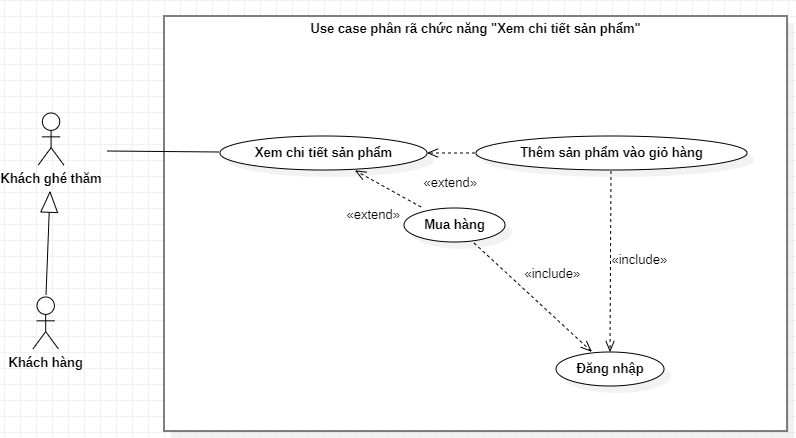 Use case phân rã chức năng "Xem chi tiết sản phẩm"
Khách ghé thăm
Xem chi tiết sản phẩm
Thêm sản phẩm vào giỏ hàng
«extend»
«extend»
Mua hàng
«include»
«include»
Khách hàng
Đăng nhập